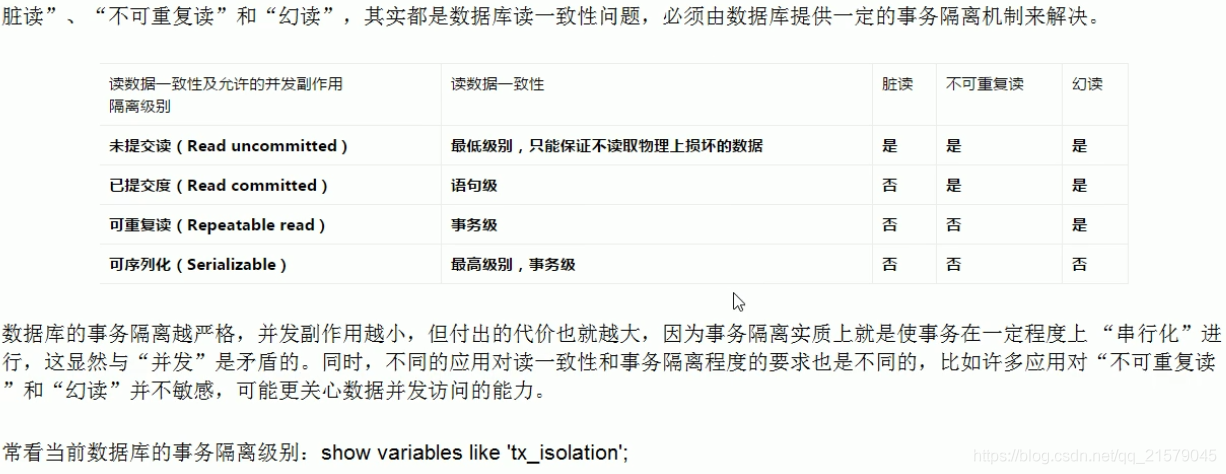 脏读”、“不可重复读”和“幻读”，其实都是数据库读一致性问题，必须由数据库提供一定的事务隔离机制来解决。
读数据一致性及允许的并发副作用 读数据一致性 脏读 不可重复读 幻读
隔离级别
未提交读（Read uncommitted） 最低级别，只能保证不读取物理上损坏的数据 是 是 是
已提交度（Read committed） 语句级 否 是 是
可重复读（Repeatable read） 事务级 否 否 是
可序列化（Serializable） 最高级别，事务级 否 否 否
数据库的事务隔离越严格，并发副作用越小，但付出的代价也就越大，因为事务隔离实质上就是使事务在一定程度上 “串行化”进
行，这显然与“并发”是矛盾的。同时，不同的应用对读一致性和事务隔离程度的要求也是不同的，比如许多应用对“不可重复读
”和“幻读”并不敏感，可能更关心数据并发访问的能力。
常看当前数据库的事务隔离级别：show variables like 'tx_isolation';
https://blog.csdn.net/qq_21579045